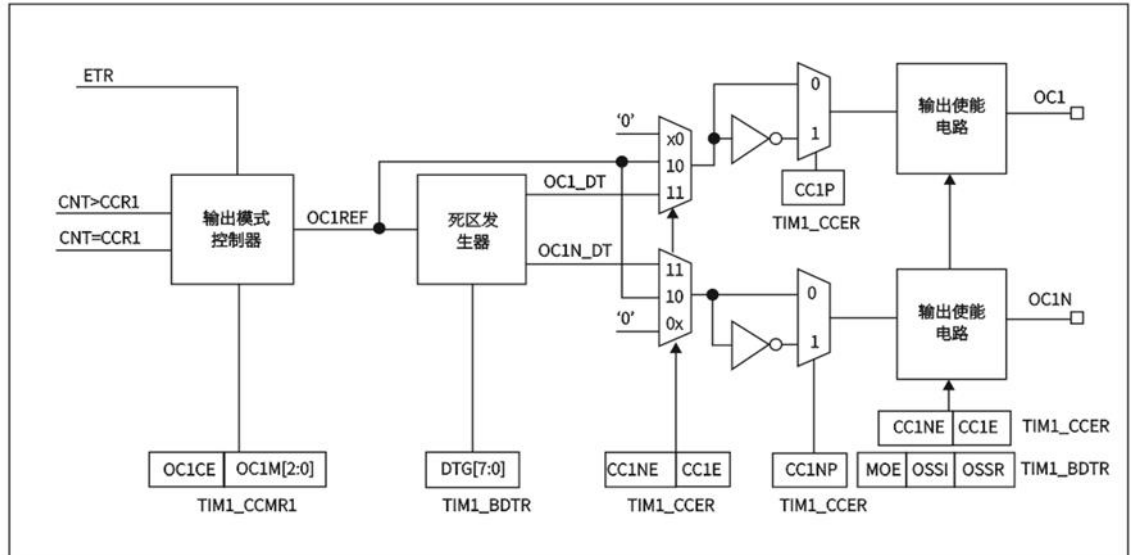 ETR
CNT>CCR1
CNT=CCR1
输出模式
控制器
OC1REF
死区发
生器
OC1_DT
OC1N_DT
'0'
x0
10
11
11
10
0x
'0'
0
1
CC1P
TIM1_CCER
0
1
输出使能
电路
OC1
输出使能
电路
OC1N
OC1CE OC1M[2:0]
TIM1_CCMR1
DTG[7:0]
TIM1_BDTR
CC1NE CC1E
TIM1_CCER
CC1NP
TIM1_CCER
CC1NE CC1E TIM1_CCER
MOE OSSI OSSR TIM1_BDTR